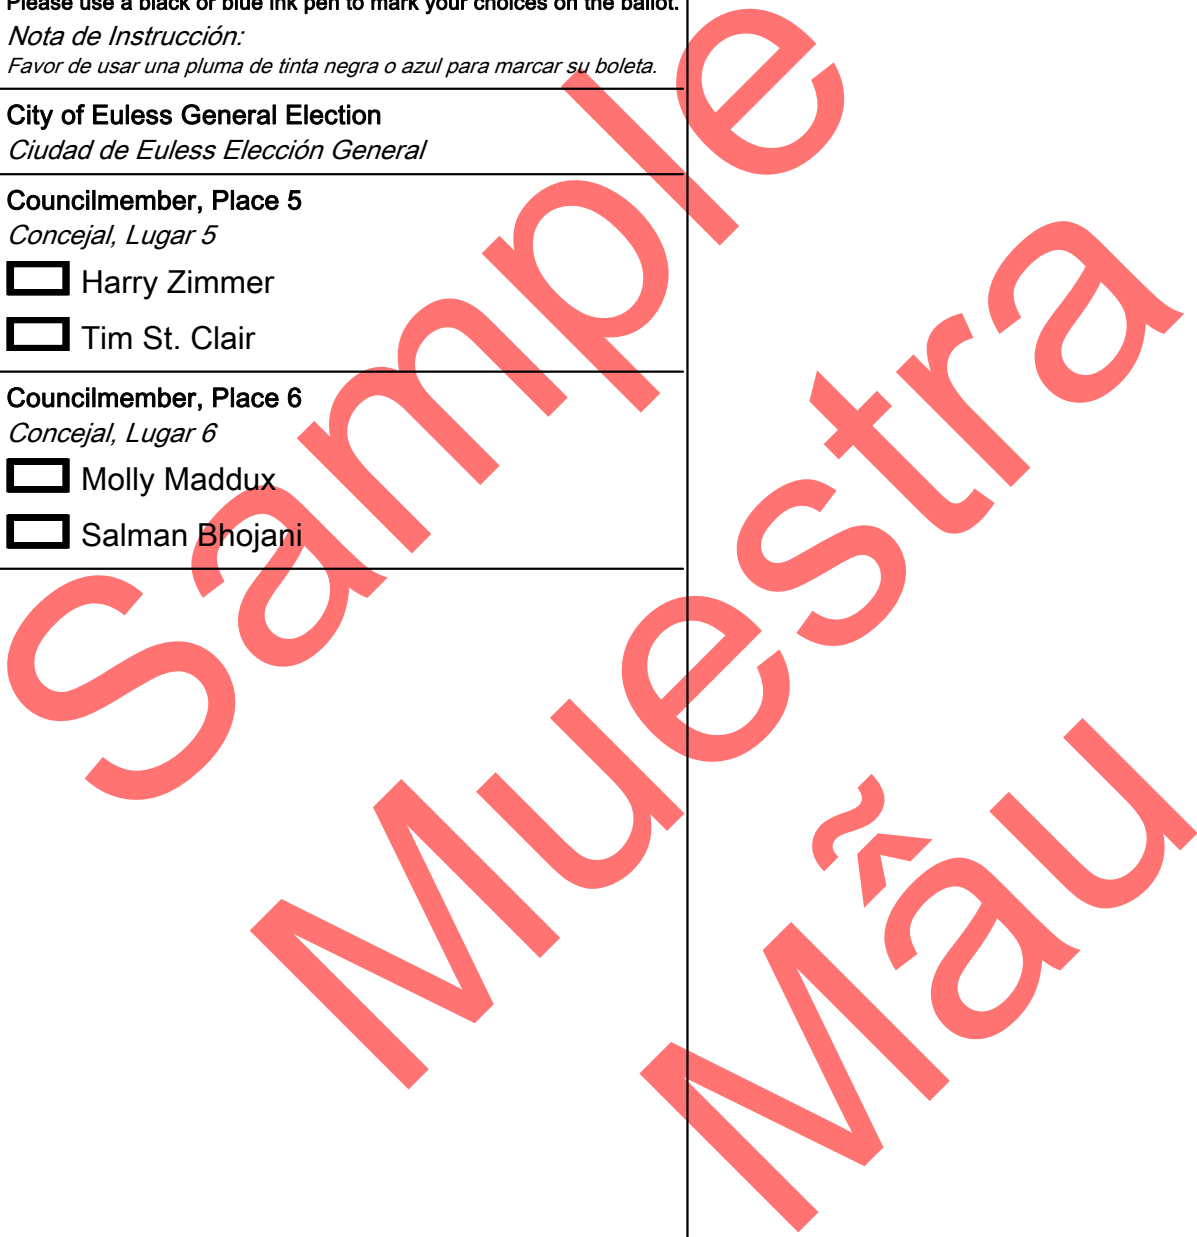 Please use a black or blue ink pen to mark your choices on the ballot.
Nota de Instrucción:
Favor de usar una pluma de tinta negra o azul para marcar su boleta.
City of Euless General Election
Ciudad de Euless Elección General
Councilmember, Place 5
Concejal, Lugar 5
Harry Zimmer
Tim St. Clair
Councilmember, Place 6
Concejal, Lugar 6
Molly Maddux
Salman Bhojani
Sample
Muestra
Mẫu